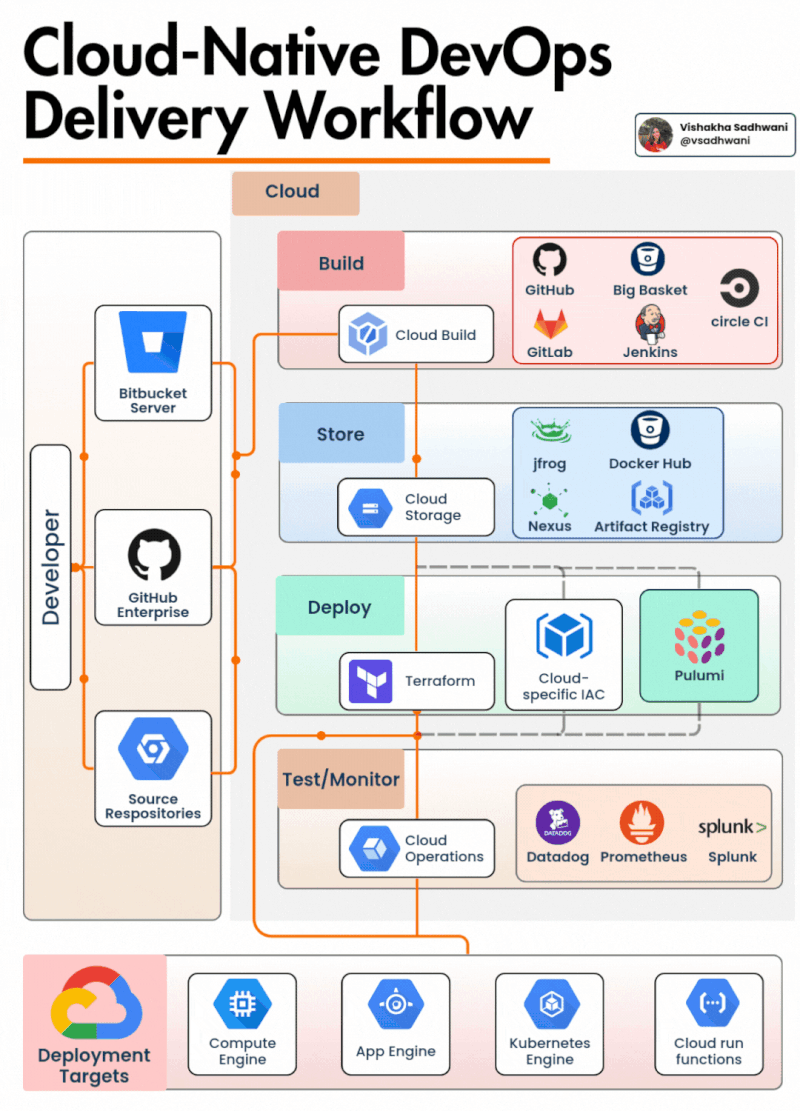 Cloud-Native DevOps
Delivery Workflow
Vishakha Sadhwani
@vsadhwani
Cloud
Build
Cloud Build
GitHub
Big Basket
circle CI
GitLab
Jenkins
Developer
Bitbucket
Server
GitHub
Enterprise
Source
Respositories
Store
Cloud
Storage
jfrog
Docker Hub
Nexus
Artifact Registry
Deploy
Terraform
Cloud-
specific IAC
Pulumi
Test/Monitor
Cloud
Operations
DATADOG
Datadog
Prometheus
splunk>
Splunk
Deployment
Targets
Compute
Engine
App Engine
Kubernetes
Engine
Cloud run
functions